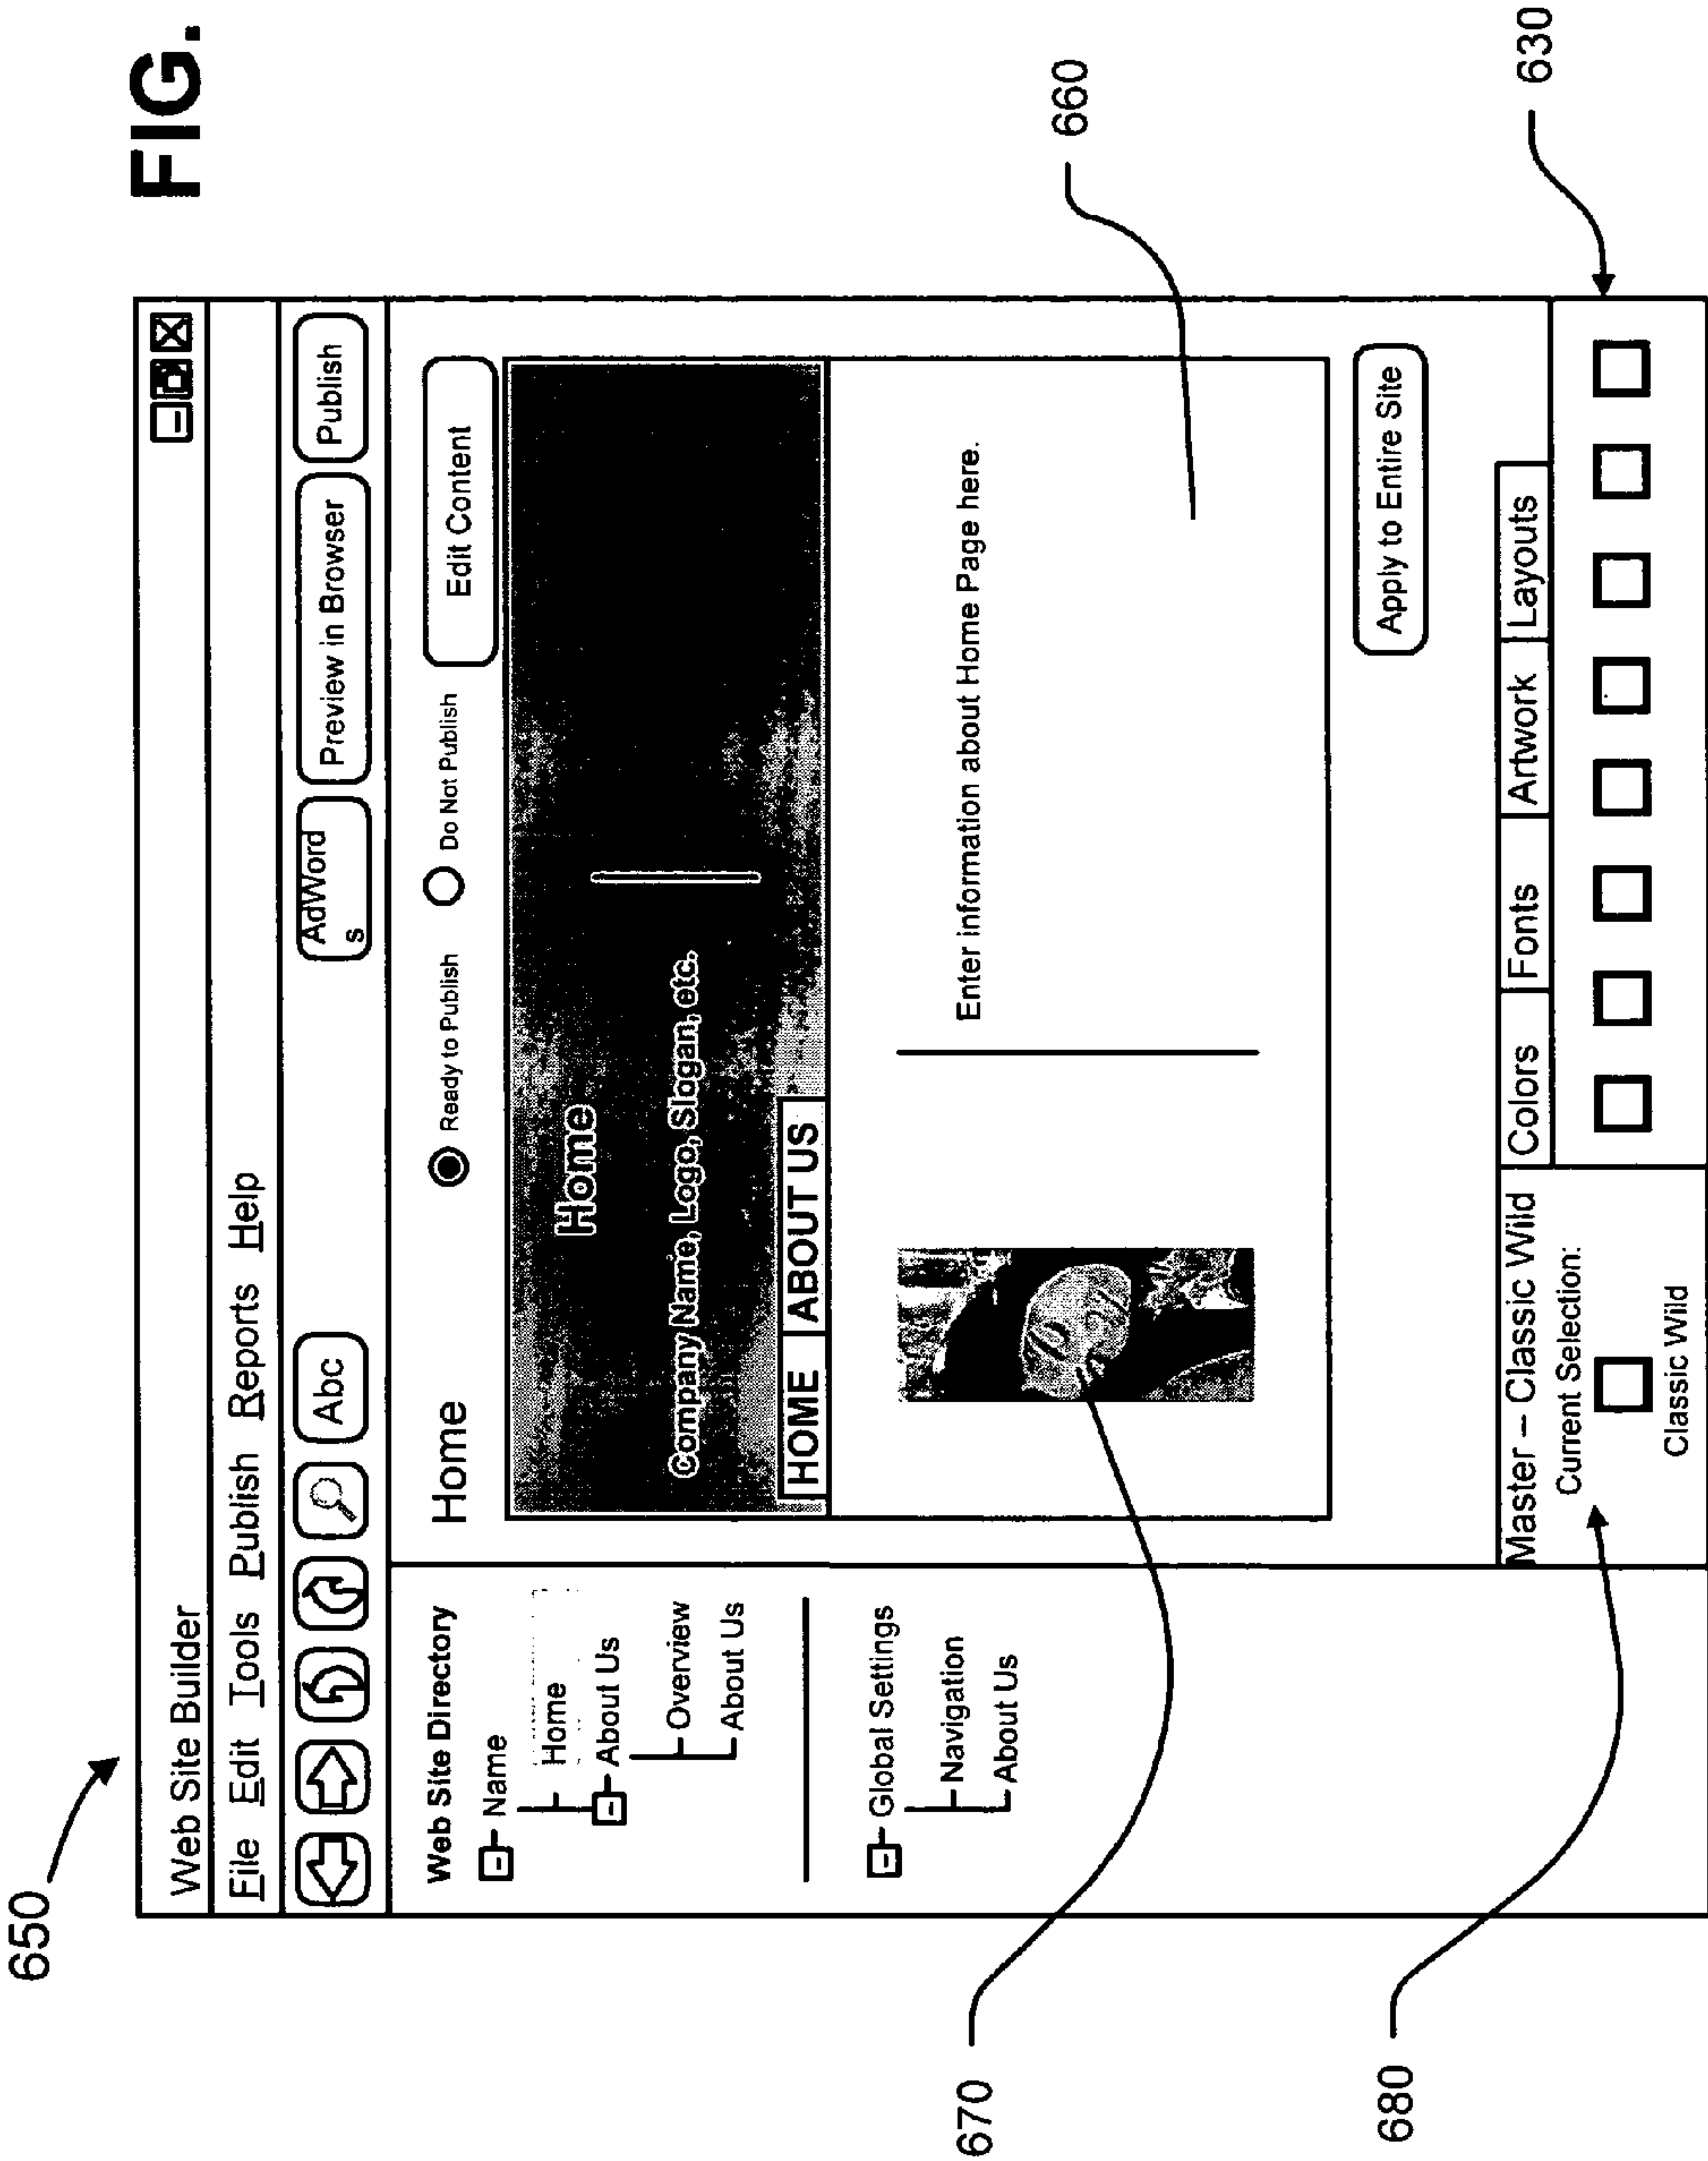 FIG.
650
Web Site Builder
File Edit Tools Publish Reports Help
Abc
AdWord
s
Preview in Browser
Publish
Web Site Directory
Name
Home
About Us
Overview
About Us
Global Settings
Navigation
About Us
Home
Ready to Publish
Do Not Publish
Edit Content
Home
Company Name, Logo, Slogan, etc.
HOME
ABOUT US
Enter information about Home Page here.
660
670
Apply to Entire Site
Master – Classic Wild
Colors
Fonts
Artwork
Layouts
Current Selection:
Classic Wild
630
680